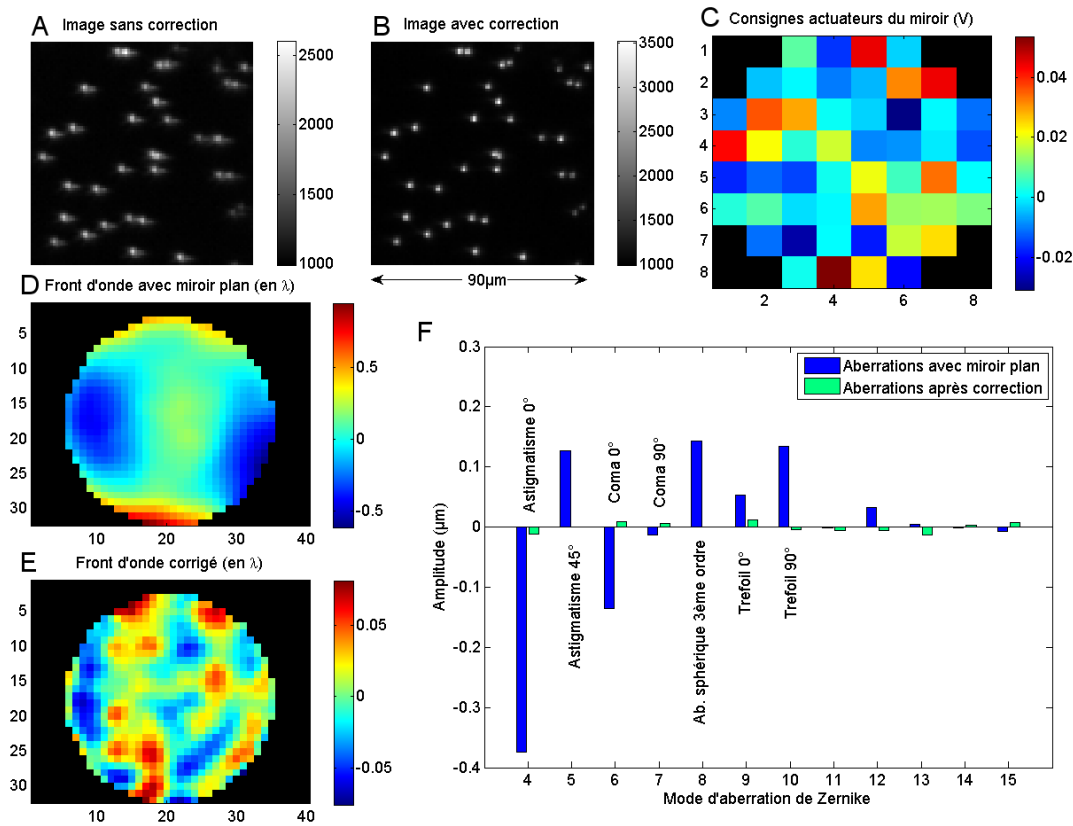 A
Image sans correction
2500
2000
1500
1000
B
Image avec correction
3500
3000
2500
2000
1500
1000
90µm
C
Consignes actuateurs du miroir (V)
1
2
3
4
5
6
7
8
2 4 6 8
0.04
0.02
0
-0.02
D
Front d'onde avec miroir plan (en λ)
5
10
15
20
25
30
10 20 30 40
0.5
0
-0.5
E
Front d'onde corrigé (en λ)
5
10
15
20
25
30
10 20 30 40
0.05
0
-0.05
F
0.3
0.2
0.1
0
-0.1
-0.2
-0.3
-0.4
Amplitude (µm)
Aberrations avec miroir plan
Aberrations après correction
Astigmatisme 0°
Astigmatisme 45°
Coma 0°
Coma 90°
Ab. sphérique 3ème ordre
Trefoil 0°
Trefoil 90°
4 5 6 7 8 9 10 11 12 13 14 15
Mode d'aberration de Zernike